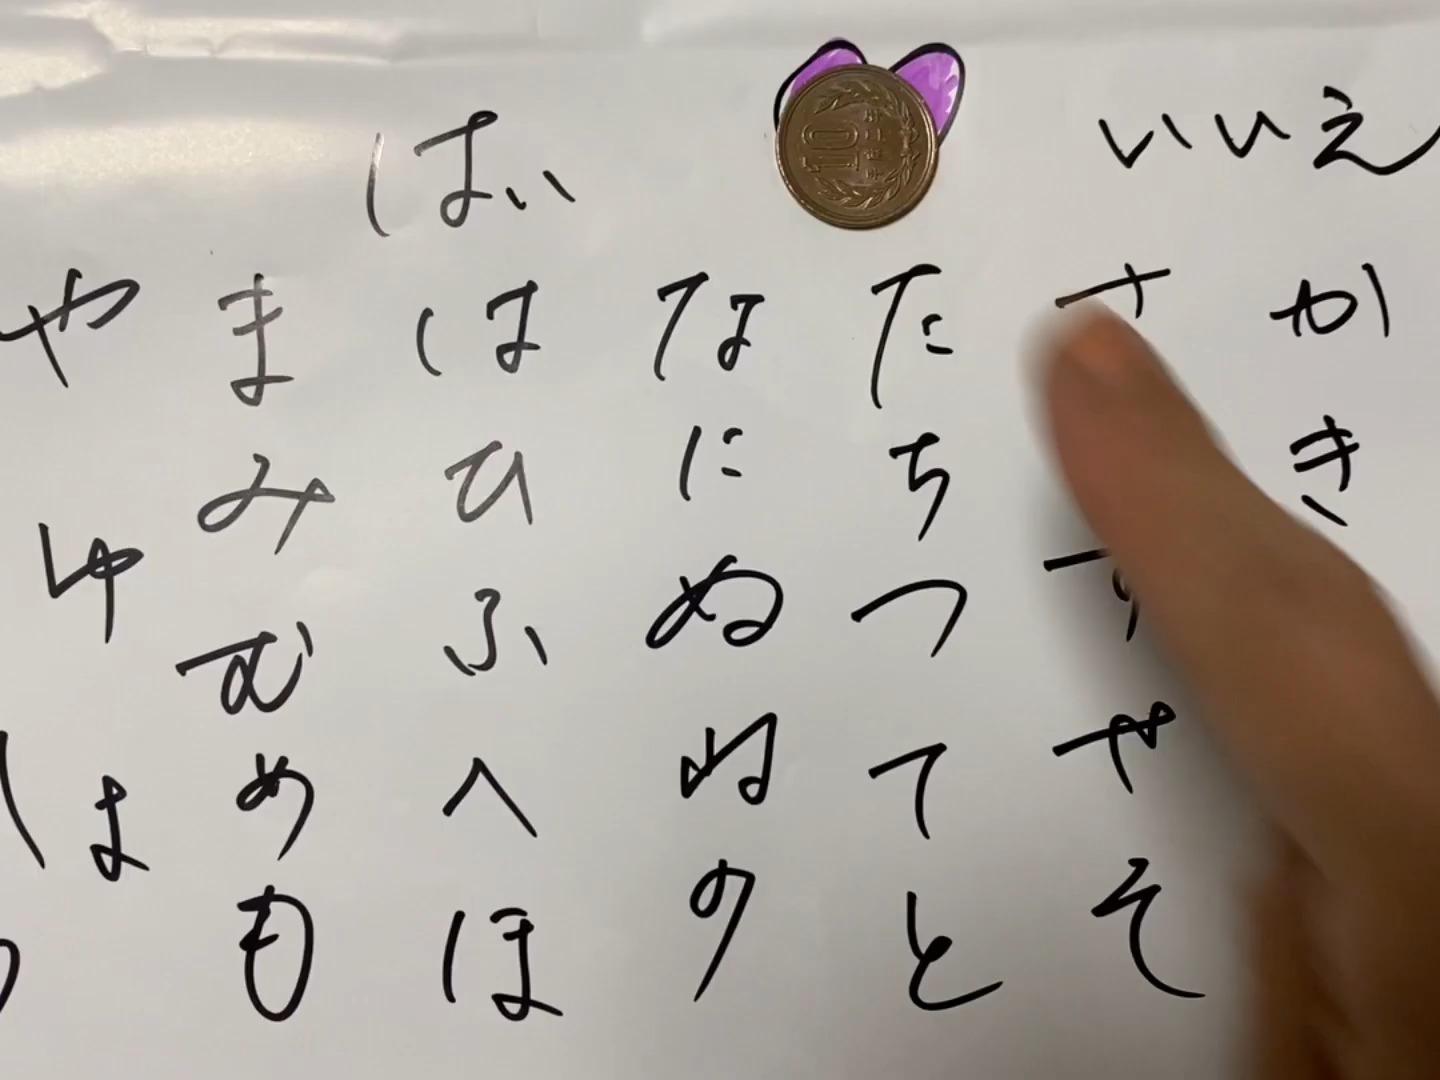 はい
10
いいえ
かき
さすせそ
たちつてと
なにぬねの
はひふへほ
まみむめも
やゆよ